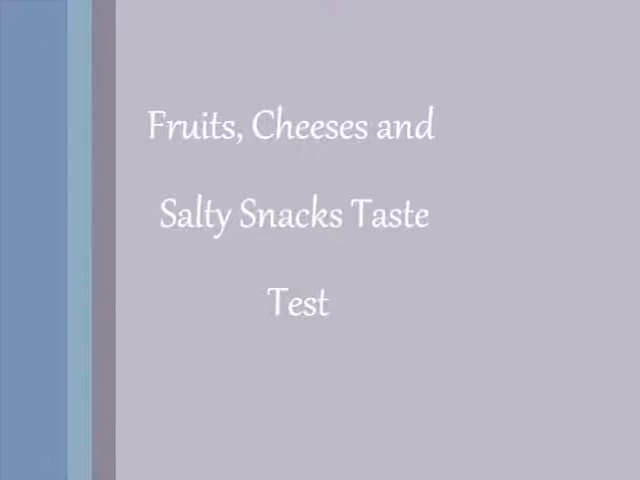 Fruits, Cheeses and
Salty Snacks Taste
Test